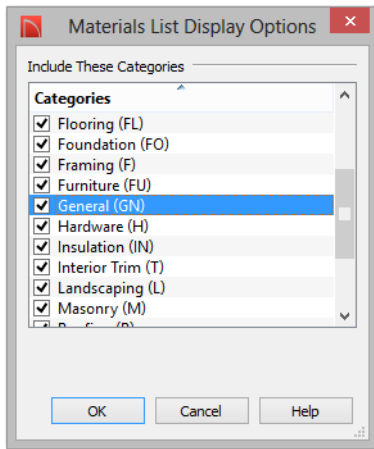 Materials List Display Options
Include These Categories
Categories
Flooring (FL)
Foundation (FO)
Framing (F)
Furniture (FU)
General (GN)
Hardware (H)
Insulation (IN)
Interior Trim (T)
Landscaping (L)
Masonry (M)
OK Cancel Help